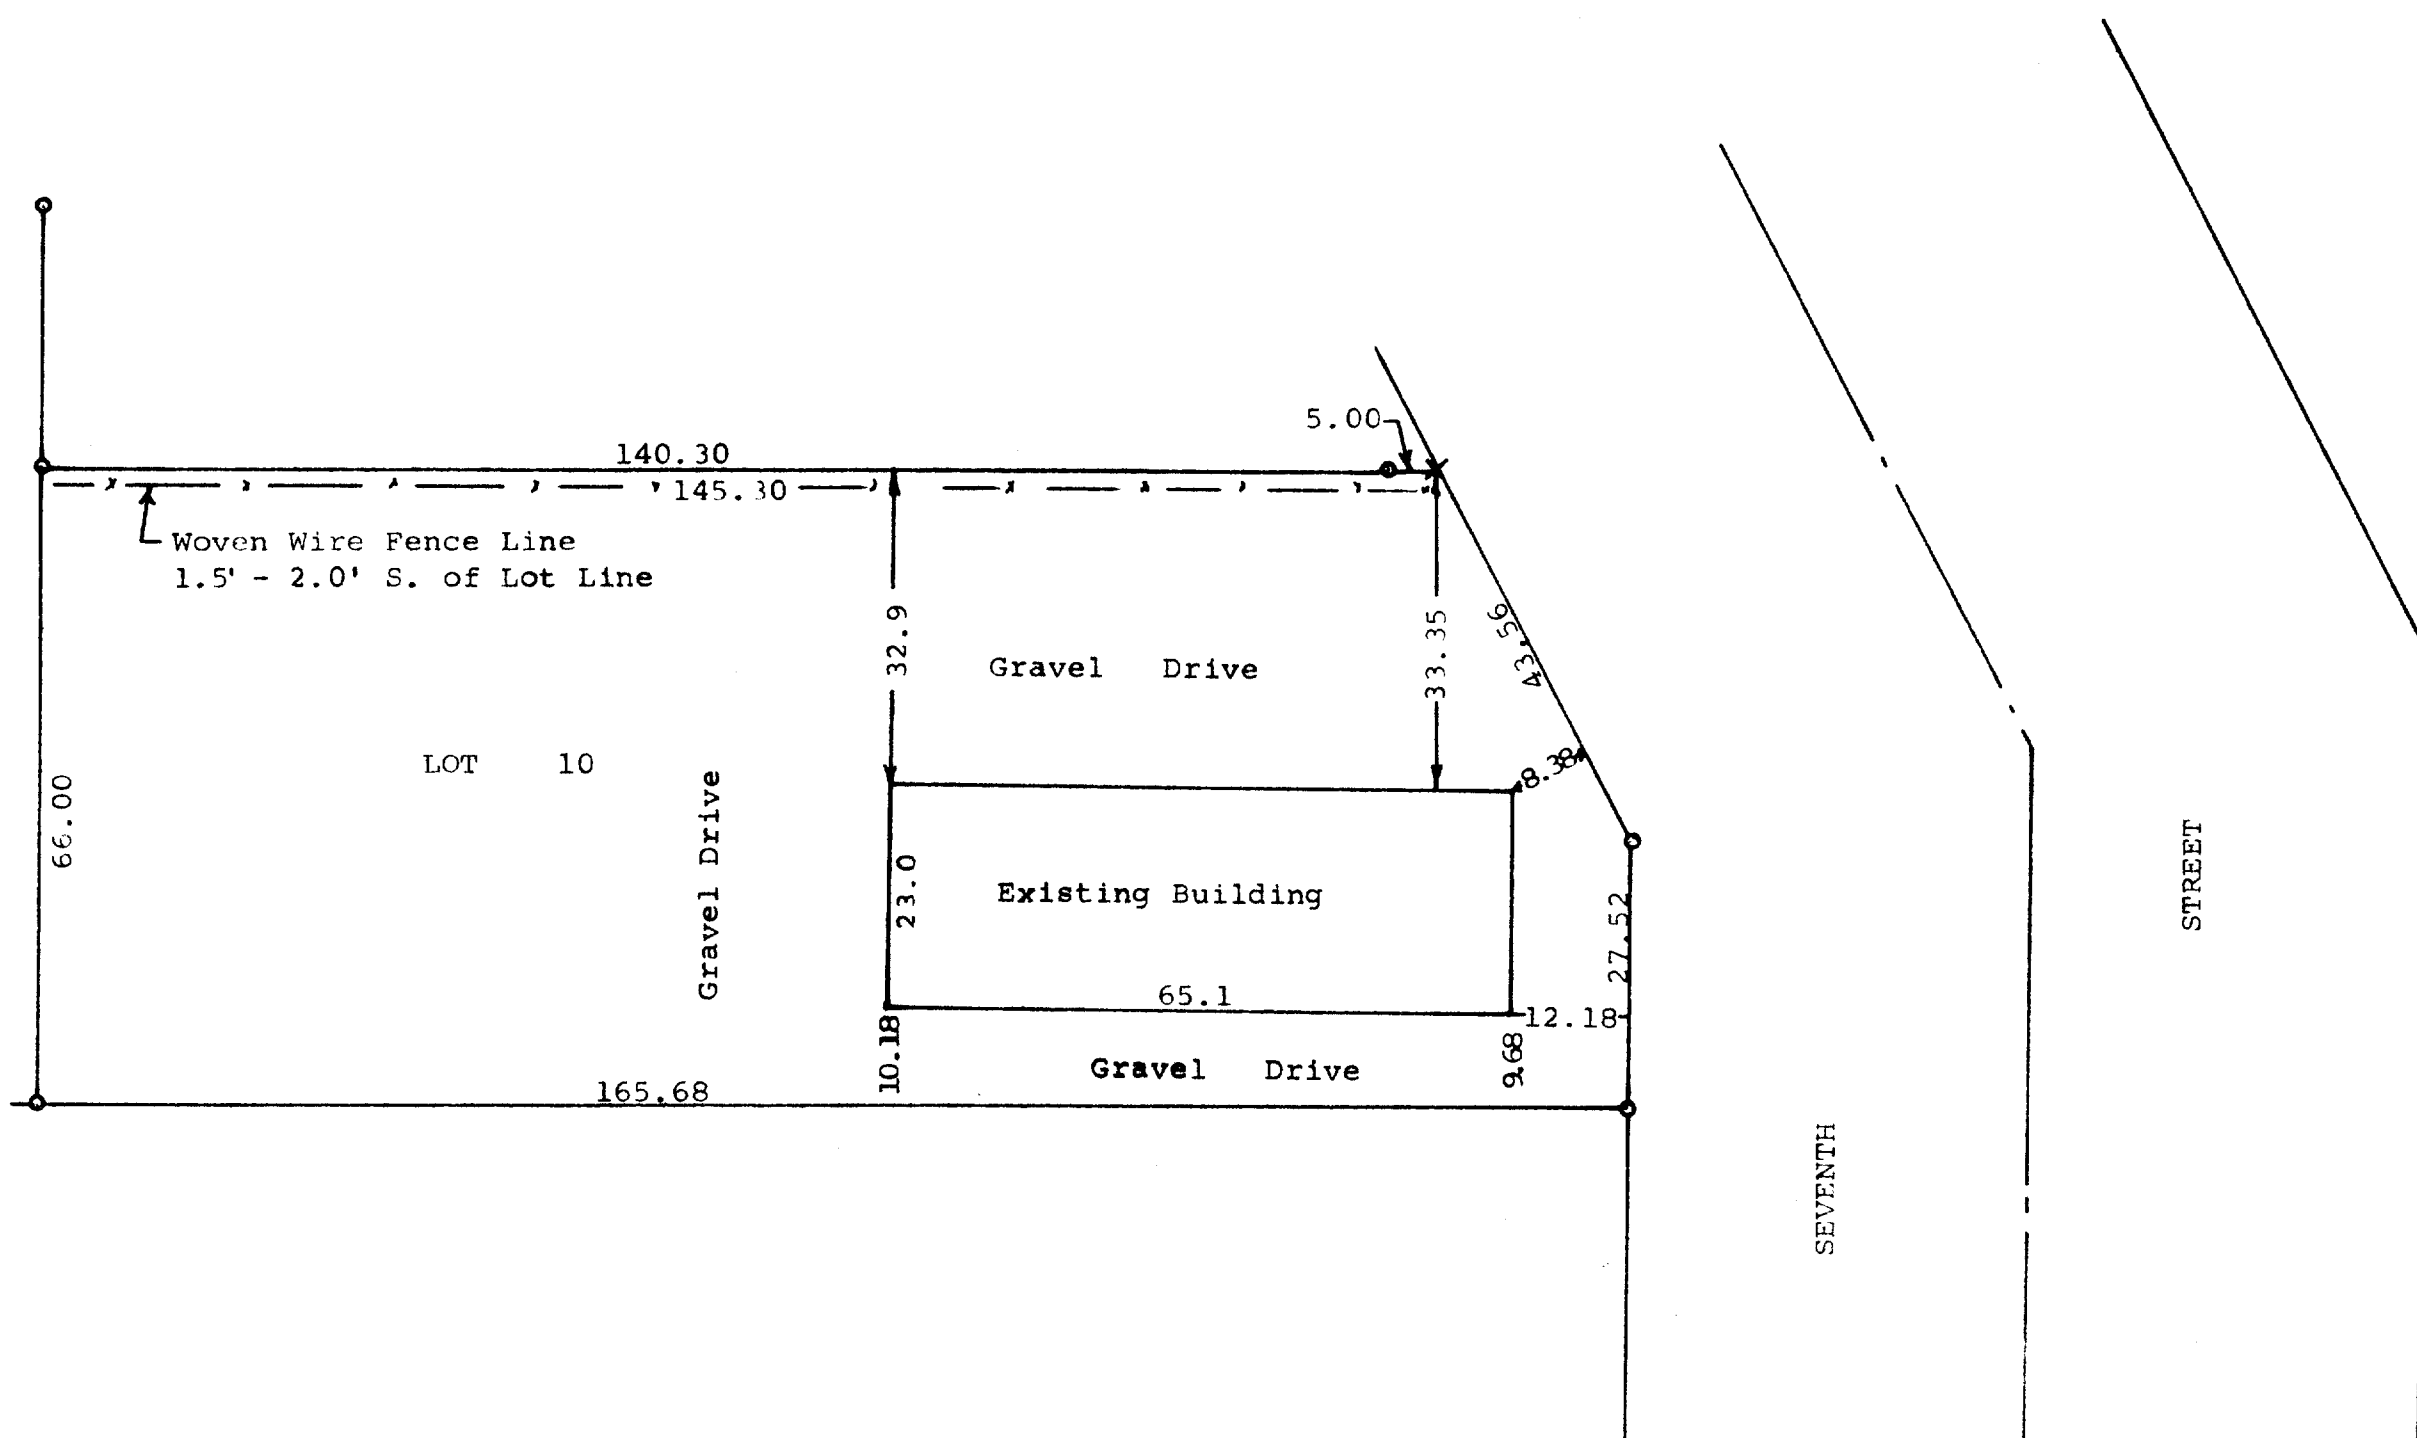 5.00
140.30
145.30
Woven Wire Fence Line
1.5' - 2.0' S. of Lot Line
32.9
33.35
43.56
Gravel Drive
8.38
LOT 10
66.00
Gravel Drive
23.0
Existing Building
27.52
STREET
65.1
12.18
10.18
9.68
Gravel Drive
165.68
SEVENTH